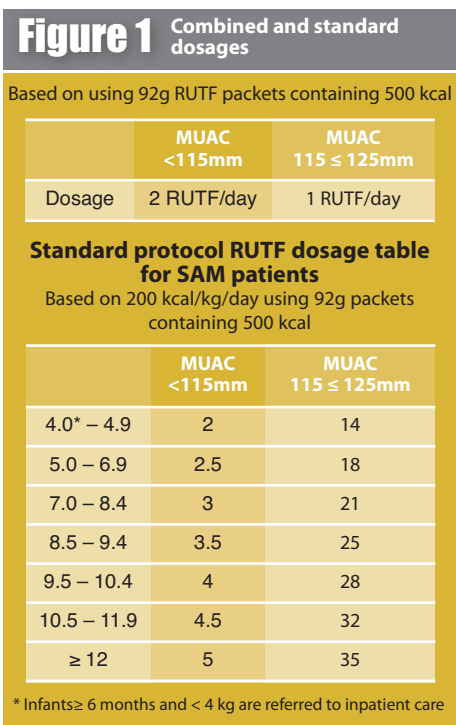 Figure 1 Combined and standard
dosages
Based on using 92g RUTF packets containing 500 kcal
MUAC MUAC
<115mm 115 ≤ 125mm
Dosage 2 RUTF/day 1 RUTF/day
Standard protocol RUTF dosage table
for SAM patients
Based on 200 kcal/kg/day using 92g packets
containing 500 kcal
MUAC MUAC
<115mm 115 ≤ 125mm
4.0* – 4.9 2 14
5.0 – 6.9 2.5 18
7.0 – 8.4 3 21
8.5 – 9.4 3.5 25
9.5 – 10.4 4 28
10.5 – 11.9 4.5 32
≥ 12 5 35
* Infants≥ 6 months and < 4 kg are referred to inpatient care